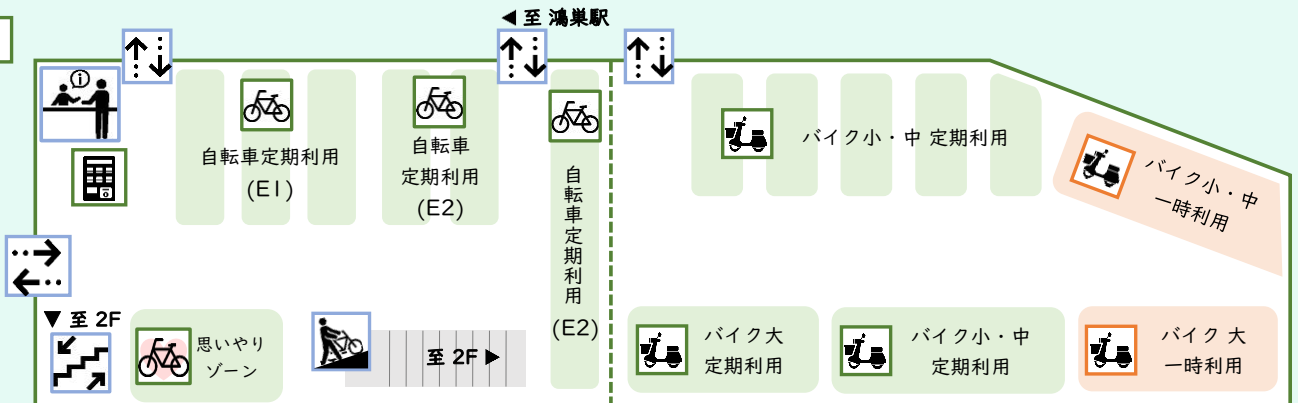 ◀ 至 鴻巣駅
自転車定期利用
(E1)
自転車
定期利用
(E2)
自転車定期利用
(E2)
バイク小・中 定期利用
バイク小・中
一時利用
▼ 至 2F
思いやり
ゾーン
至 2F ▶
バイク大
定期利用
バイク小・中
定期利用
バイク 大
一時利用